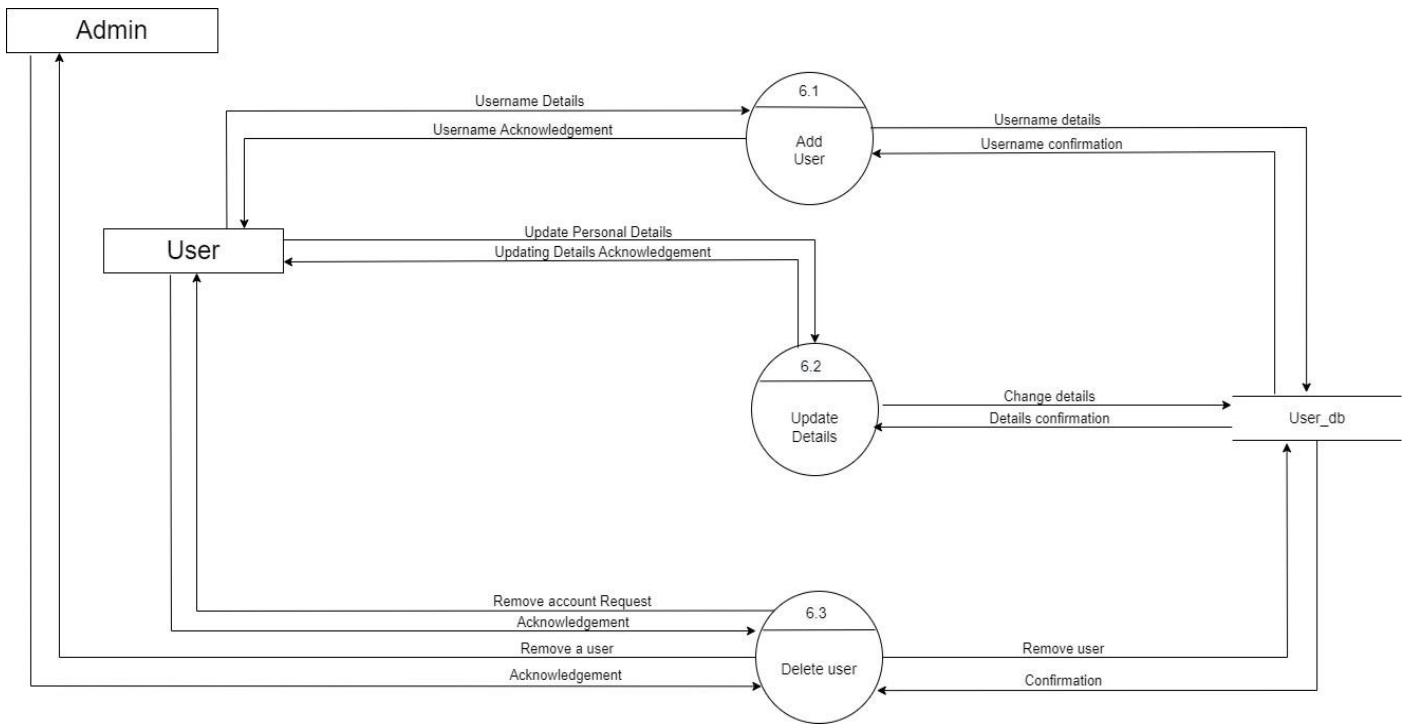 Admin
6.1
Username Details
Username Acknowledgement
Add
User
Username details
Username confirmation
User
Update Personal Details
Updating Details Acknowledgement
6.2
Update
Details
Change details
Details confirmation
User_db
Remove account Request
Acknowledgement
Remove a user
Acknowledgement
6.3
Delete user
Remove user
Confirmation